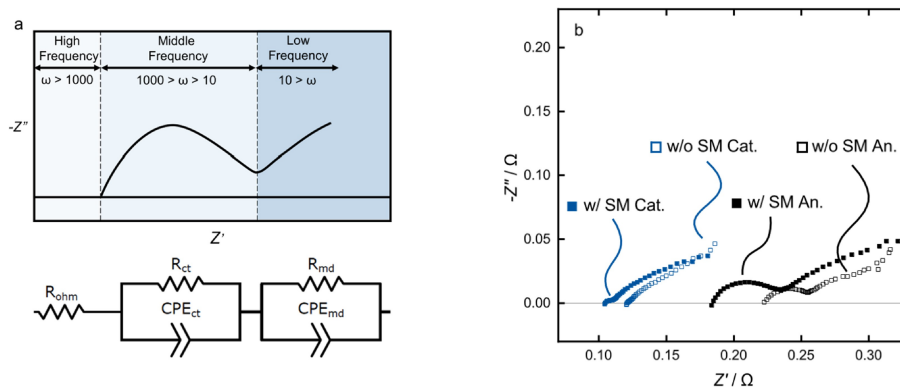 a
High Frequency
Middle Frequency
Low Frequency
ω > 1000
1000 > ω > 10
10 > ω
-Z″
Z′
R_ohm
R_ct
CPE_ct
R_md
CPE_md
b
-Z″ / Ω
0.20
0.15
0.10
0.05
0.00
w/o SM Cat.
w/o SM An.
w/ SM Cat.
w/ SM An.
0.10
0.15
0.20
0.25
0.30
Z′ / Ω